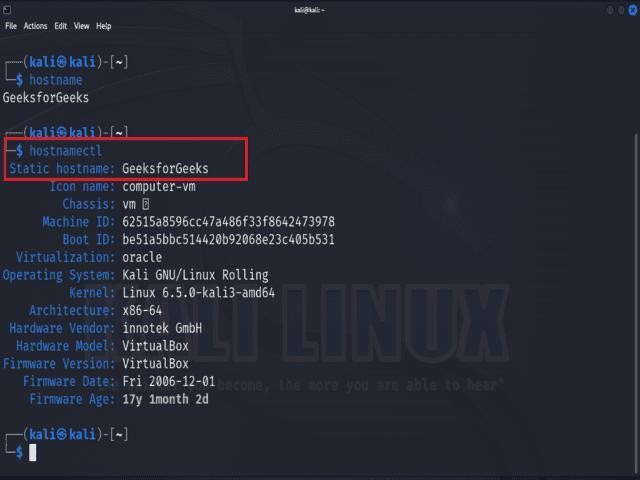 kali@kali: ~
File Actions Edit View Help
┌──(kali㉿kali)-[~]
└─$ hostname
GeeksforGeeks
┌──(kali㉿kali)-[~]
└─$ hostnamectl
Static hostname: GeeksforGeeks
Icon name: computer-vm
Chassis: vm
Machine ID: 62515a8596cc47a486f33f8642473978
Boot ID: be51a5bbc514420b92068e23c405b531
Virtualization: oracle
Operating System: Kali GNU/Linux Rolling
Kernel: Linux 6.5.0-kali3-amd64
Architecture: x86-64
Hardware Vendor: innotek GmbH
Hardware Model: VirtualBox
Firmware Version: VirtualBox
Firmware Date: Fri 2006-12-01
Firmware Age: 17y 1month 2d
KALI LINUX
become, the more you are able to hear"
┌──(kali㉿kali)-[~]
└─$